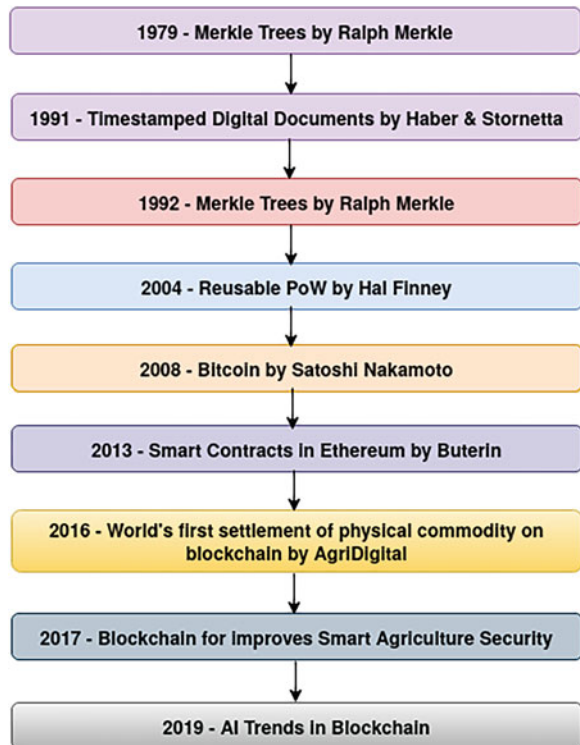 1979 - Merkle Trees by Ralph Merkle
1991 - Timestamped Digital Documents by Haber & Stornetta
1992 - Merkle Trees by Ralph Merkle
2004 - Reusable PoW by Hal Finney
2008 - Bitcoin by Satoshi Nakamoto
2013 - Smart Contracts in Ethereum by Buterin
2016 - World's first settlement of physical commodity on
blockchain by AgriDigital
2017 - Blockchain for improves Smart Agriculture Security
2019 - AI Trends in Blockchain